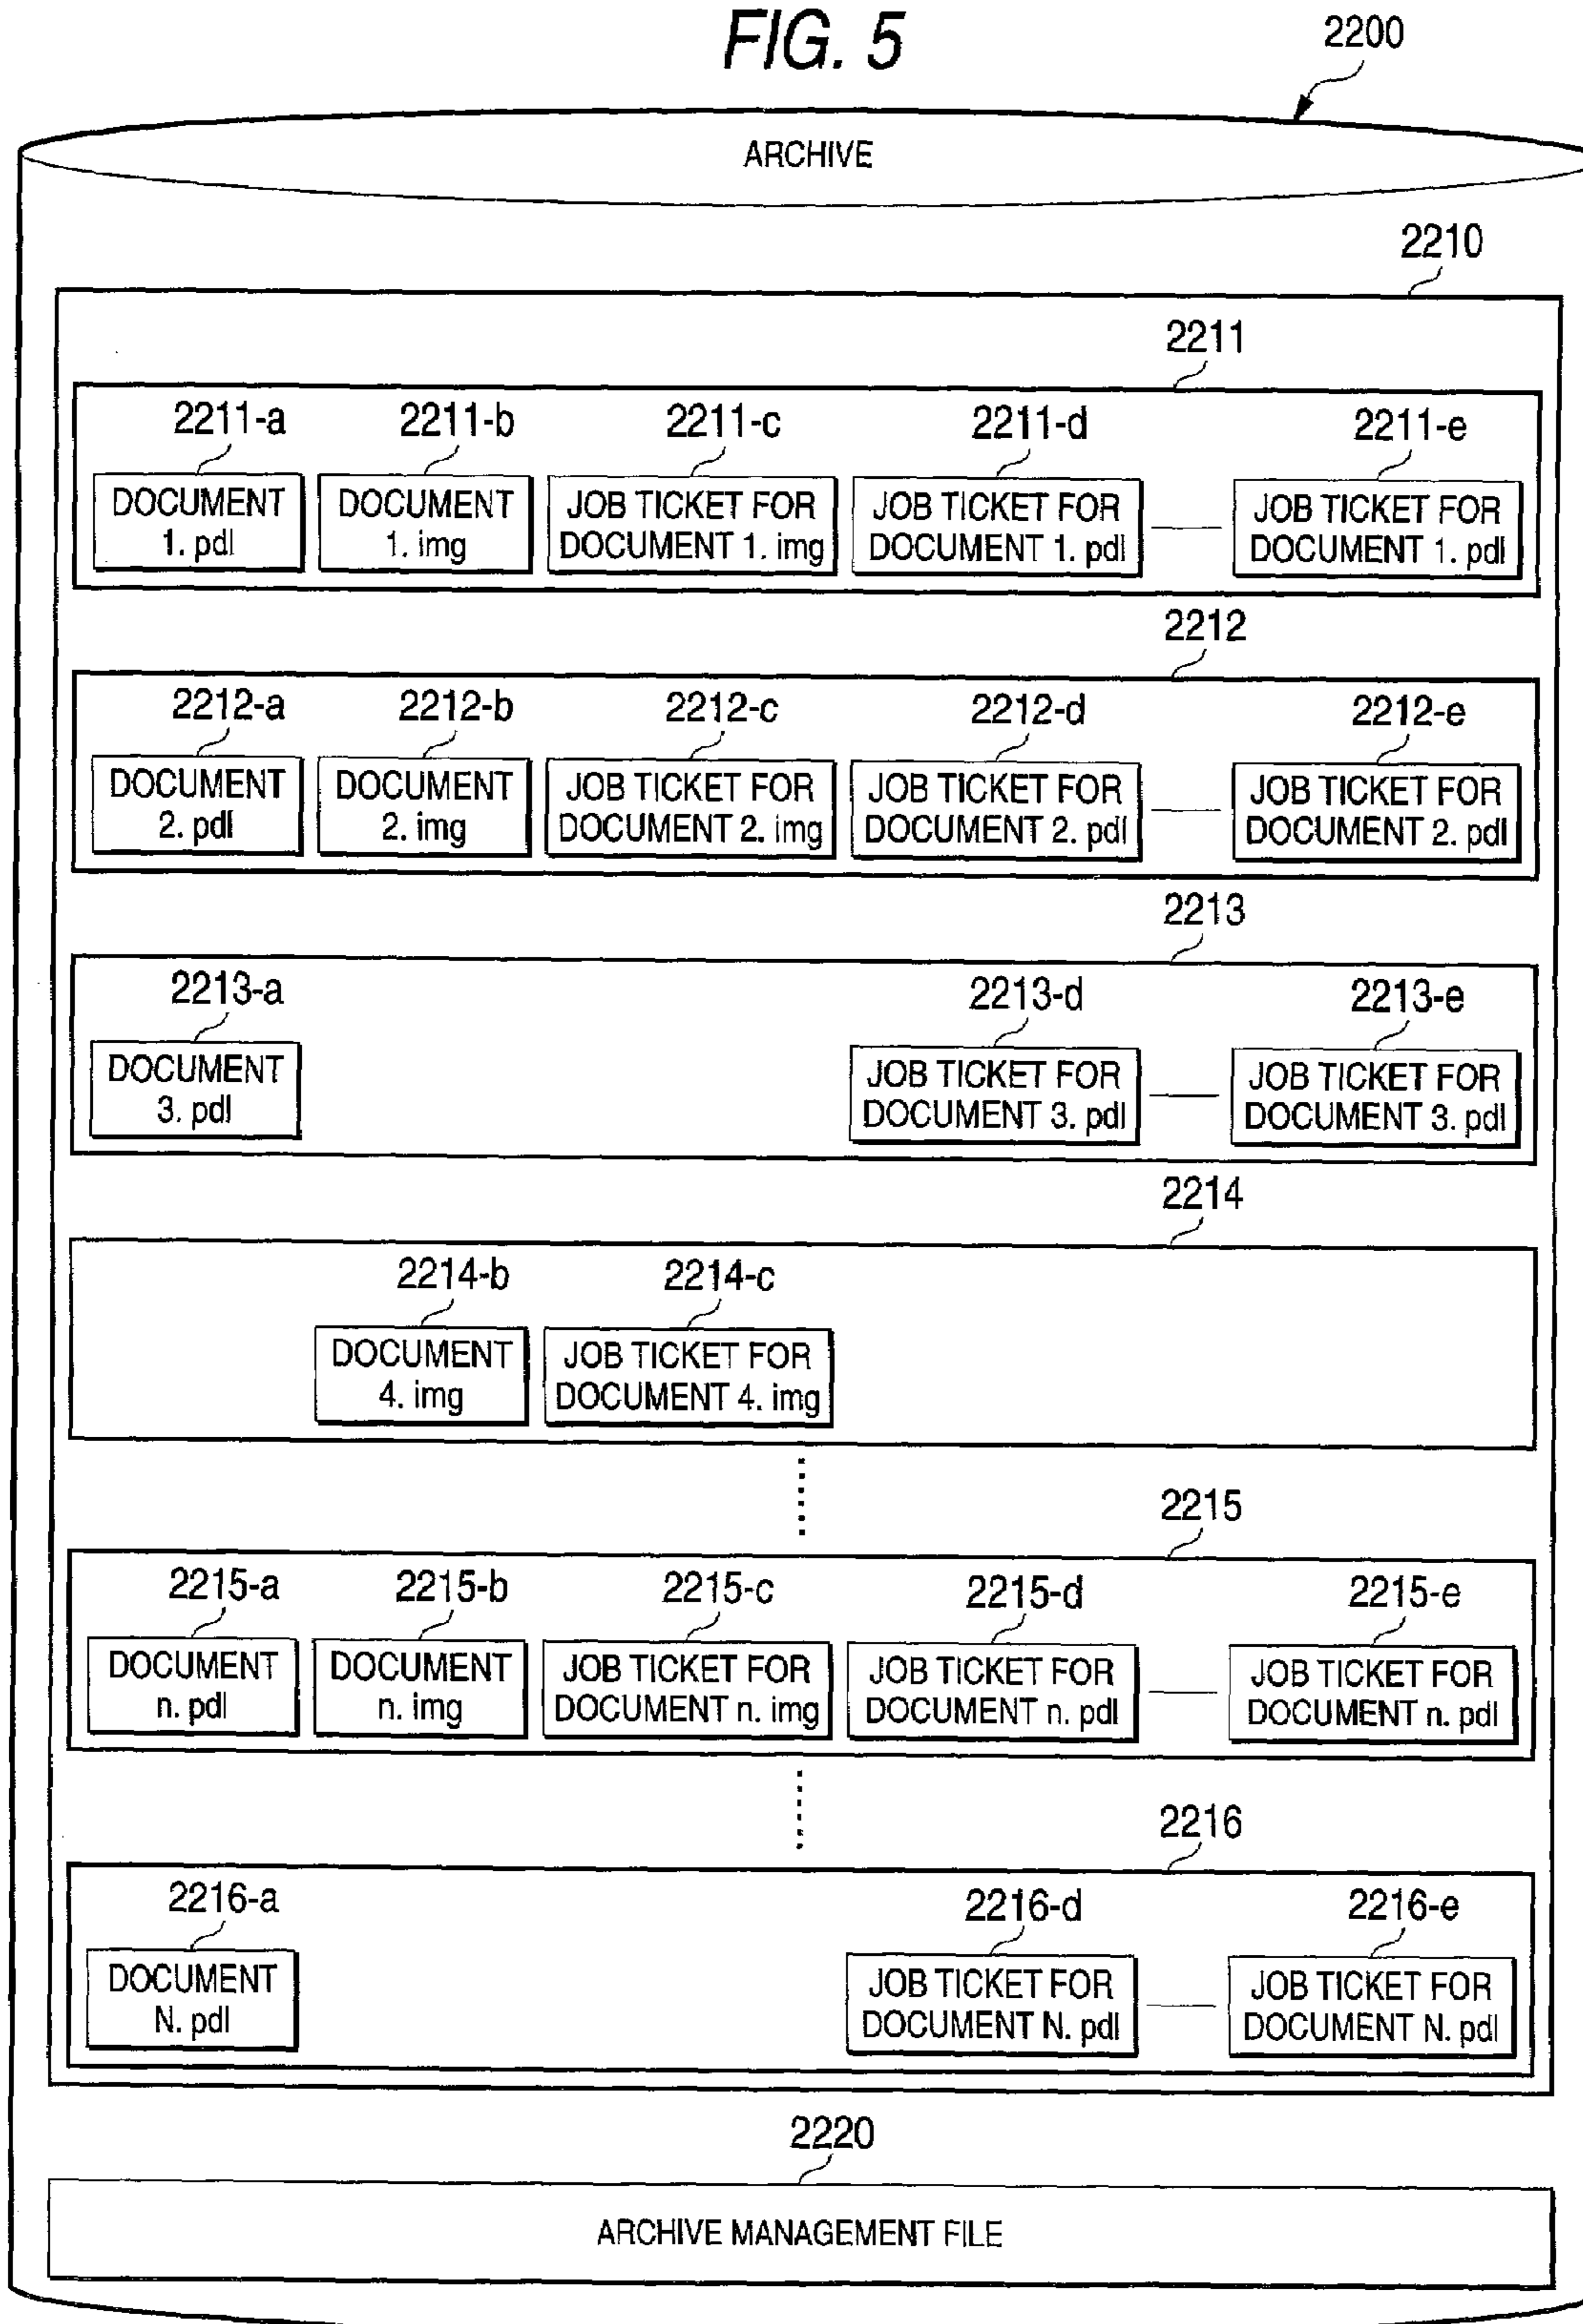 FIG. 5
2200
ARCHIVE
2210
2211
2211-a 2211-b 2211-c 2211-d 2211-e
DOCUMENT
1. pdl
DOCUMENT
1. img
JOB TICKET FOR
DOCUMENT 1. img
JOB TICKET FOR
DOCUMENT 1. pdl
JOB TICKET FOR
DOCUMENT 1. pdl
2212
2212-a 2212-b 2212-c 2212-d 2212-e
DOCUMENT
2. pdl
DOCUMENT
2. img
JOB TICKET FOR
DOCUMENT 2. img
JOB TICKET FOR
DOCUMENT 2. pdl
JOB TICKET FOR
DOCUMENT 2. pdl
2213
2213-a 2213-d 2213-e
DOCUMENT
3. pdl
JOB TICKET FOR
DOCUMENT 3. pdl
JOB TICKET FOR
DOCUMENT 3. pdl
2214
2214-b 2214-c
DOCUMENT
4. img
JOB TICKET FOR
DOCUMENT 4. img
2215
2215-a 2215-b 2215-c 2215-d 2215-e
DOCUMENT
n. pdl
DOCUMENT
n. img
JOB TICKET FOR
DOCUMENT n. img
JOB TICKET FOR
DOCUMENT n. pdl
JOB TICKET FOR
DOCUMENT n. pdl
2216
2216-a 2216-d 2216-e
DOCUMENT
N. pdl
JOB TICKET FOR
DOCUMENT N. pdl
JOB TICKET FOR
DOCUMENT N. pdl
2220
ARCHIVE MANAGEMENT FILE